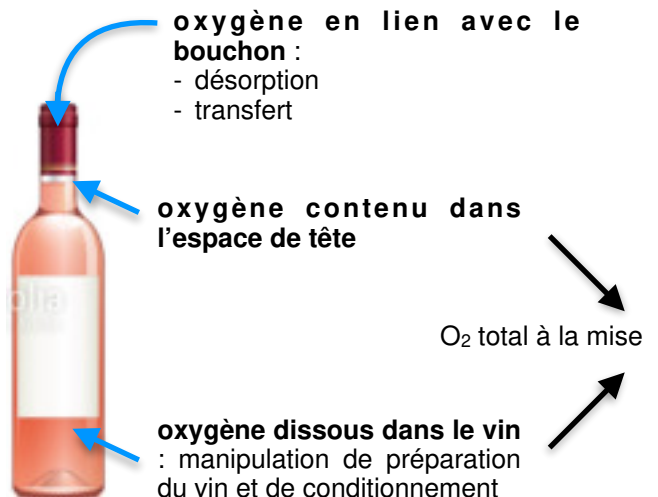 oxygène en lien avec le
bouchon :
- désorption
- transfert
oxygène contenu dans
l'espace de tête
O₂ total à la mise
oxygène dissous dans le vin
: manipulation de préparation
du vin et de conditionnement